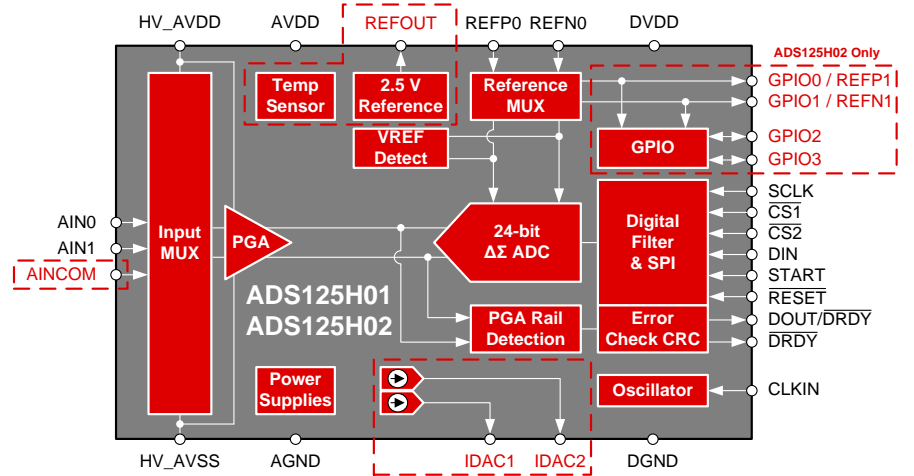 HV_AVDD
AVDD
REFOUT
REFP0
REFN0
DVDD
ADS125H02 Only
Temp
Sensor
2.5 V
Reference
Reference
MUX
GPIO0 / REFP1
GPIO1 / REFN1
VREF
Detect
GPIO
GPIO2
GPIO3
AIN0
AIN1
AINCOM
Input
MUX
PGA
24-bit
ΔΣ ADC
Digital
Filter
& SPI
SCLK
CS1
CS2
DIN
START
RESET
ADS125H01
ADS125H02
PGA Rail
Detection
Error
Check CRC
DOUT/DRDY
DRDY
Power
Supplies
Oscillator
CLKIN
HV_AVSS
AGND
IDAC1
IDAC2
DGND